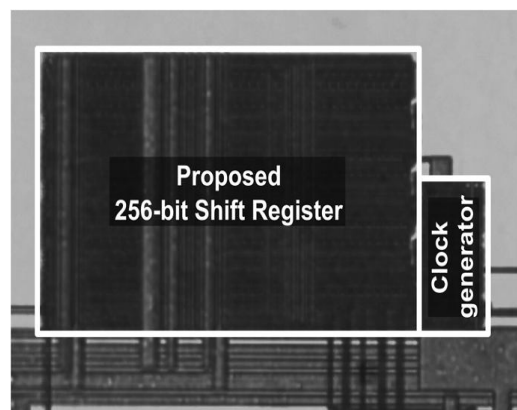 Proposed
256-bit Shift Register
Clock
generator